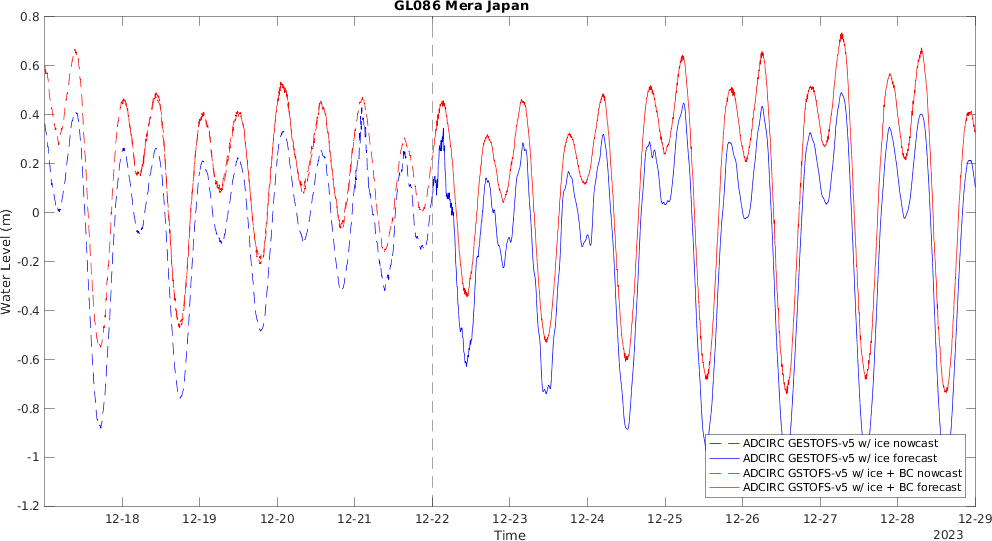 GL086 Mera Japan
0.8
0.6
0.4
0.2
0
-0.2
-0.4
-0.6
-0.8
-1
-1.2
Water Level (m)
ADCIRC GESTOFS-v5 w/ ice nowcast
ADCIRC GESTOFS-v5 w/ ice forecast
ADCIRC GSTOFS-v5 w/ ice + BC nowcast
ADCIRC GSTOFS-v5 w/ ice + BC forecast
12-18 12-19 12-20 12-21 12-22 12-23 12-24 12-25 12-26 12-27 12-28 12-29
Time
2023